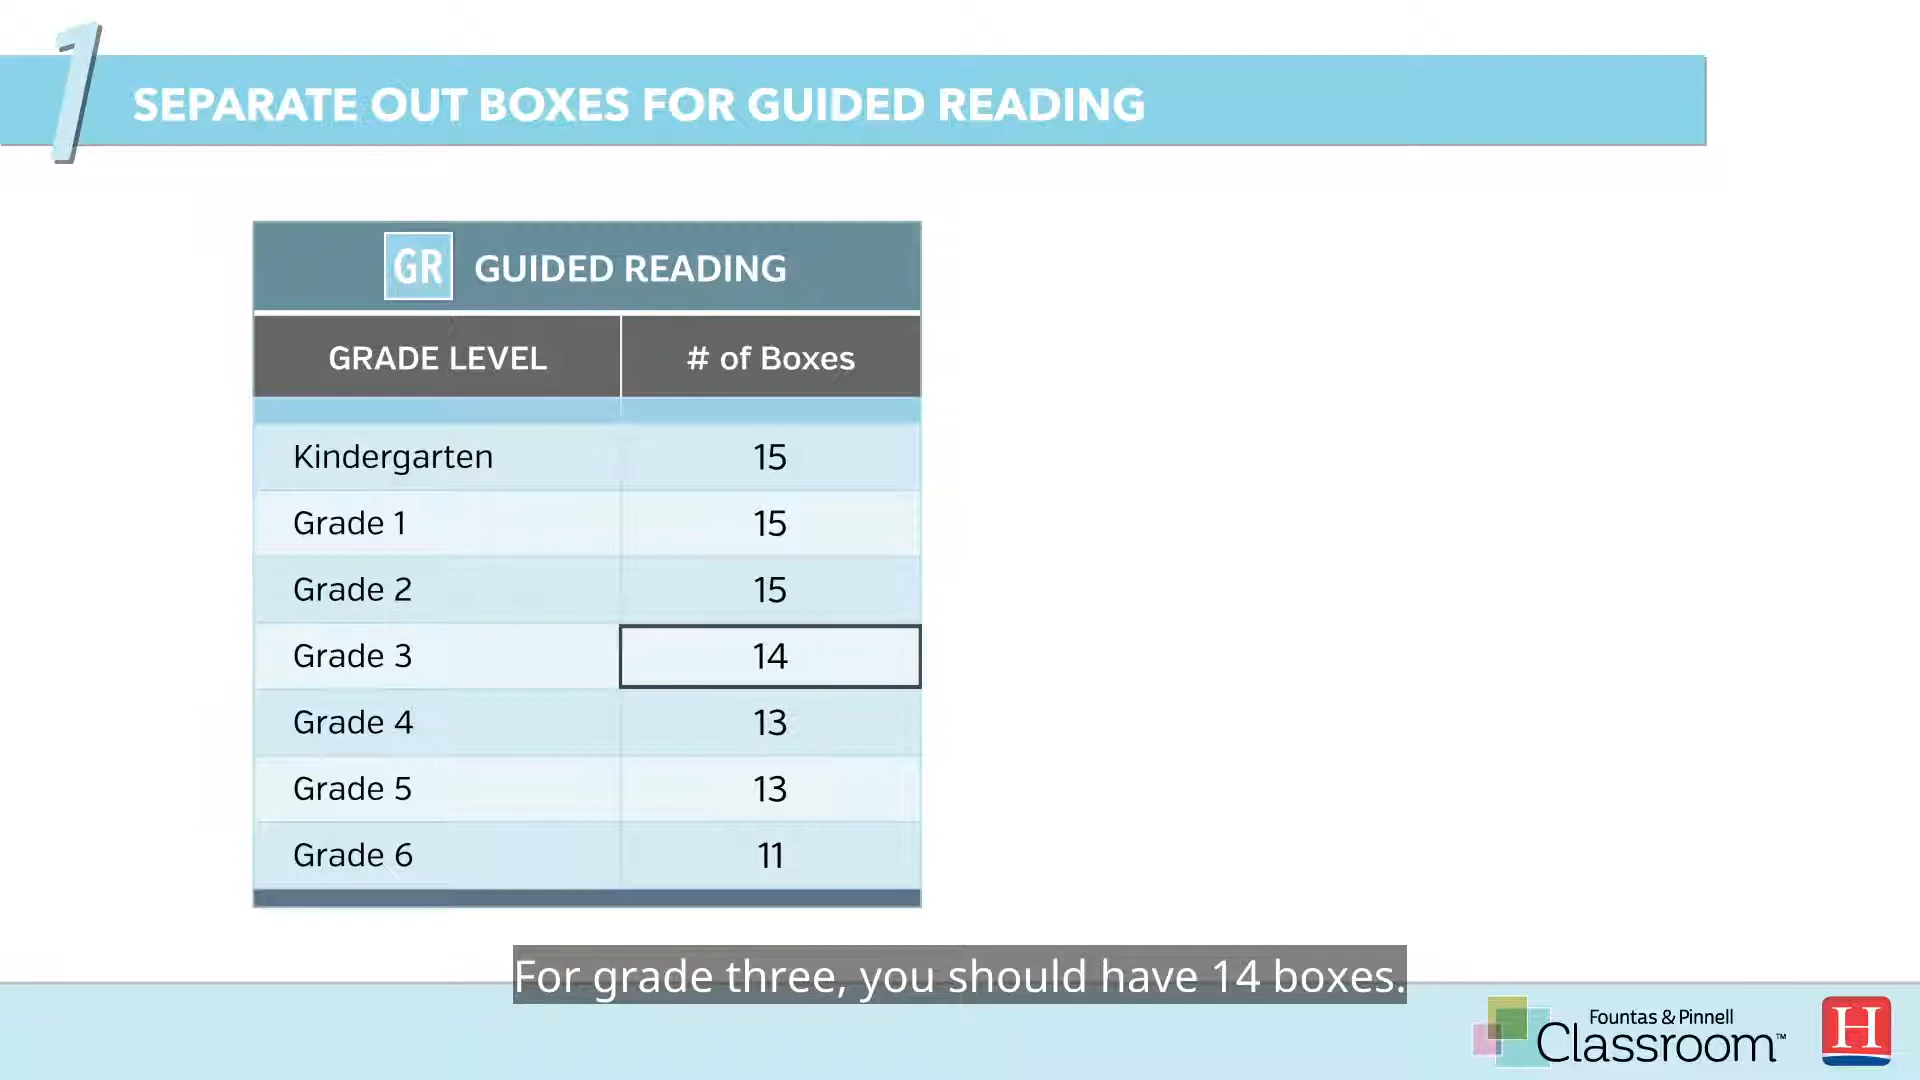 1
SEPARATE OUT BOXES FOR GUIDED READING
GR GUIDED READING
GRADE LEVEL # of Boxes
Kindergarten 15
Grade 1 15
Grade 2 15
Grade 3 14
Grade 4 13
Grade 5 13
Grade 6 11
For grade three, you should have 14 boxes.
Fountas & Pinnell
Classroom™
H